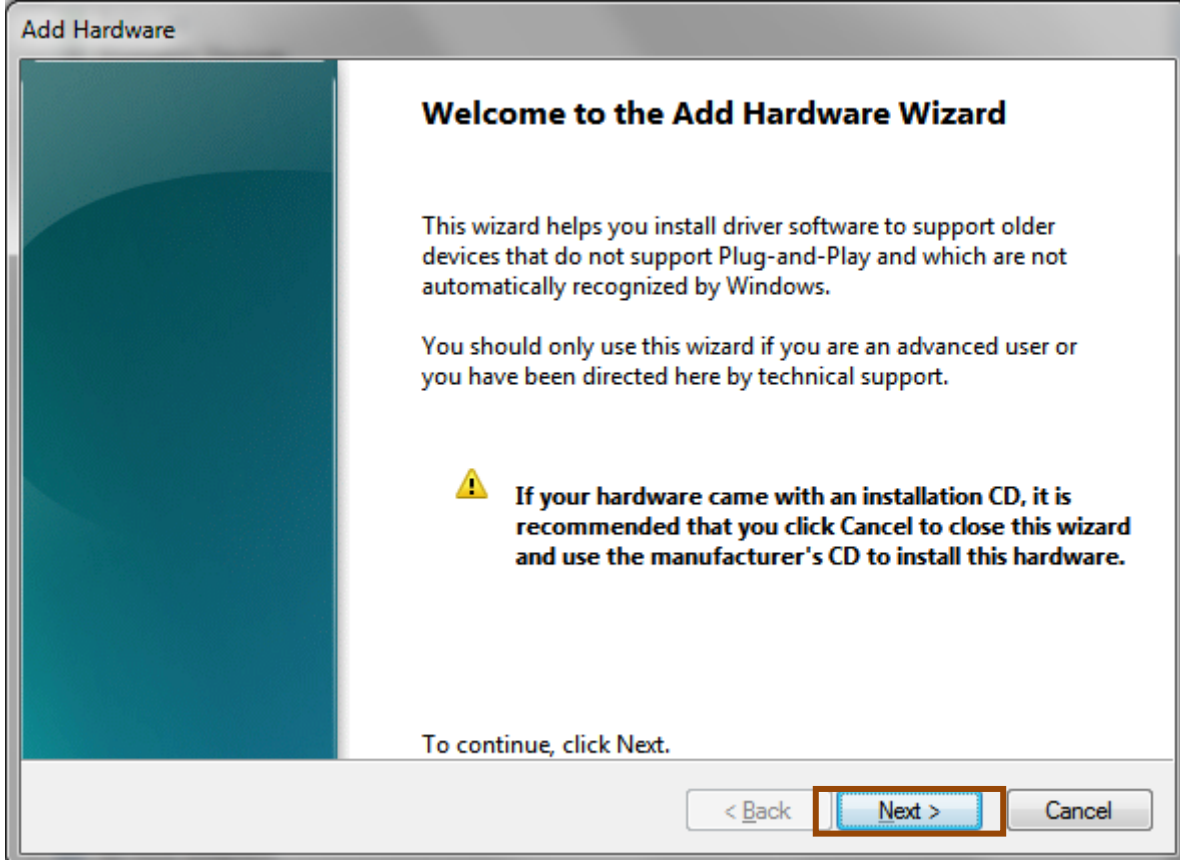 Add Hardware
Welcome to the Add Hardware Wizard
This wizard helps you install driver software to support older
devices that do not support Plug-and-Play and which are not
automatically recognized by Windows.
You should only use this wizard if you are an advanced user or
you have been directed here by technical support.
If your hardware came with an installation CD, it is
recommended that you click Cancel to close this wizard
and use the manufacturer's CD to install this hardware.
To continue, click Next.
< Back Next > Cancel